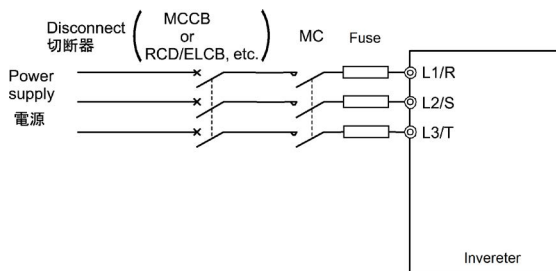 Disconnect
切断器
MCCB
or
RCD/ELCB, etc.
MC
Fuse
Power
supply
電源
L1/R
L2/S
L3/T
Invereter